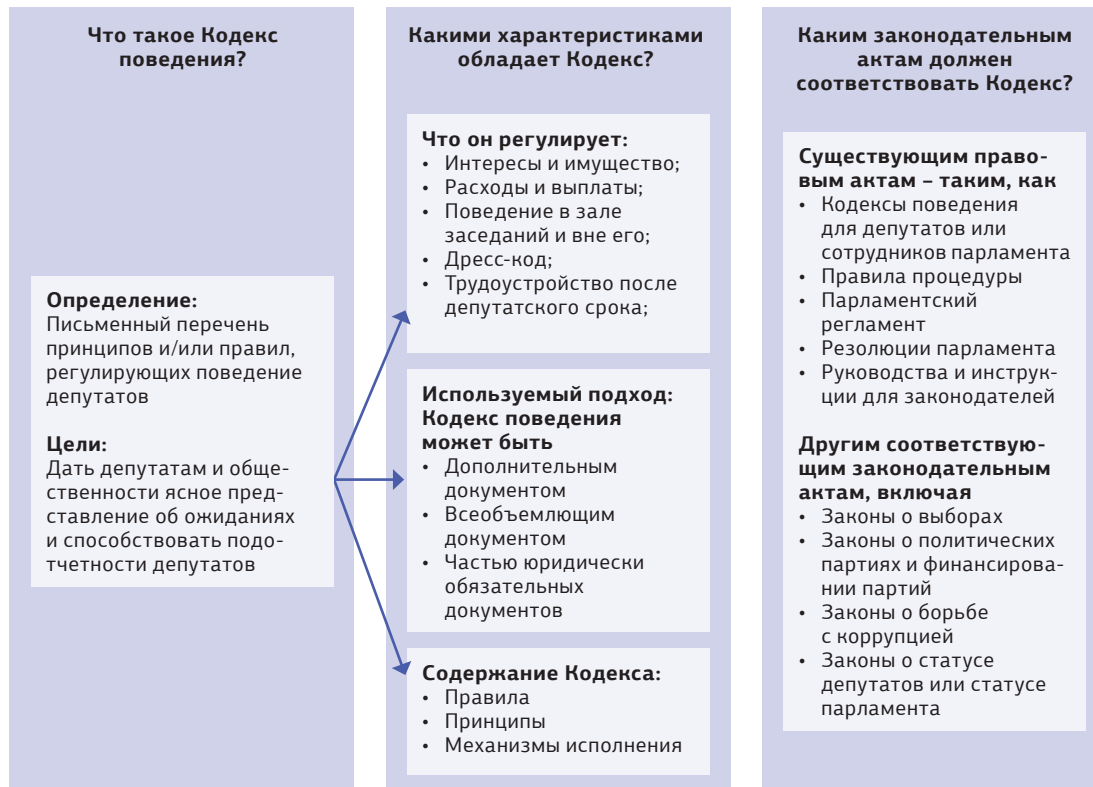 Что такое Кодекс
поведения?
Определение:
Письменный перечень
принципов и/или правил,
регулирующих поведение
депутатов
Цели:
Дать депутатам и обще-
ственности ясное пред-
ставление об ожиданиях
и способствовать подо-
тчетности депутатов
Какими характеристиками
обладает Кодекс?
Что он регулирует:
• Интересы и имущество;
• Расходы и выплаты;
• Поведение в зале
заседаний и вне его;
• Дресс-код;
• Трудоустройство после
депутатского срока;
Используемый подход:
Кодекс поведения
может быть
• Дополнительным
документом
• Всеобъемлющим
документом
• Частью юридически
обязательных
документов
Содержание Кодекса:
• Правила
• Принципы
• Механизмы исполнения
Каким законодательным
актам должен
соответствовать Кодекс?
Существующим право-
вым актам – таким, как
• Кодексы поведения
для депутатов или
сотрудников парламента
• Правила процедуры
• Парламентский
регламент
• Резолюции парламента
• Руководства и инструк-
ции для законодателей
Другим соответствую-
щим законодательным
актам, включая
• Законы о выборах
• Законы о политических
партиях и финансирова-
нии партий
• Законы о борьбе
с коррупцией
• Законы о статусе
депутатов или статусе
парламента